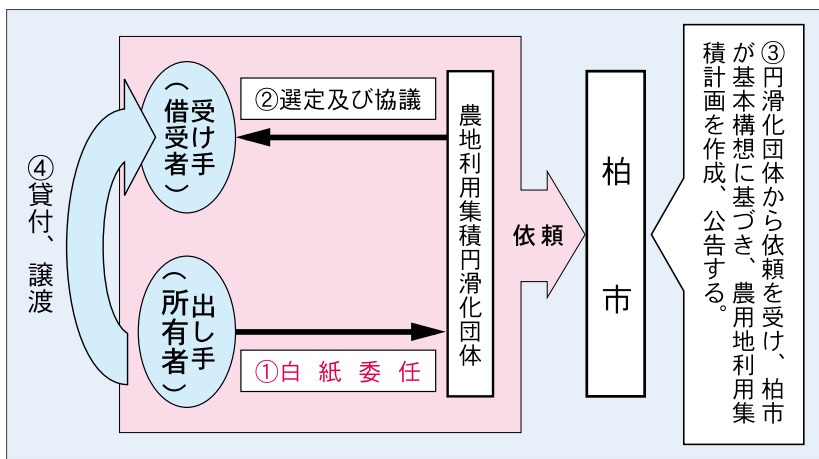 ③円滑化団体から依頼を受け、柏市
が基本構想に基づき、農用地利用集
積計画を作成、公告する。
柏市
依頼
農地利用集積円滑化団体
②選定及び協議
①白紙委任
受け手
（借受者）
出し手
（所有者）
④貸付、譲渡